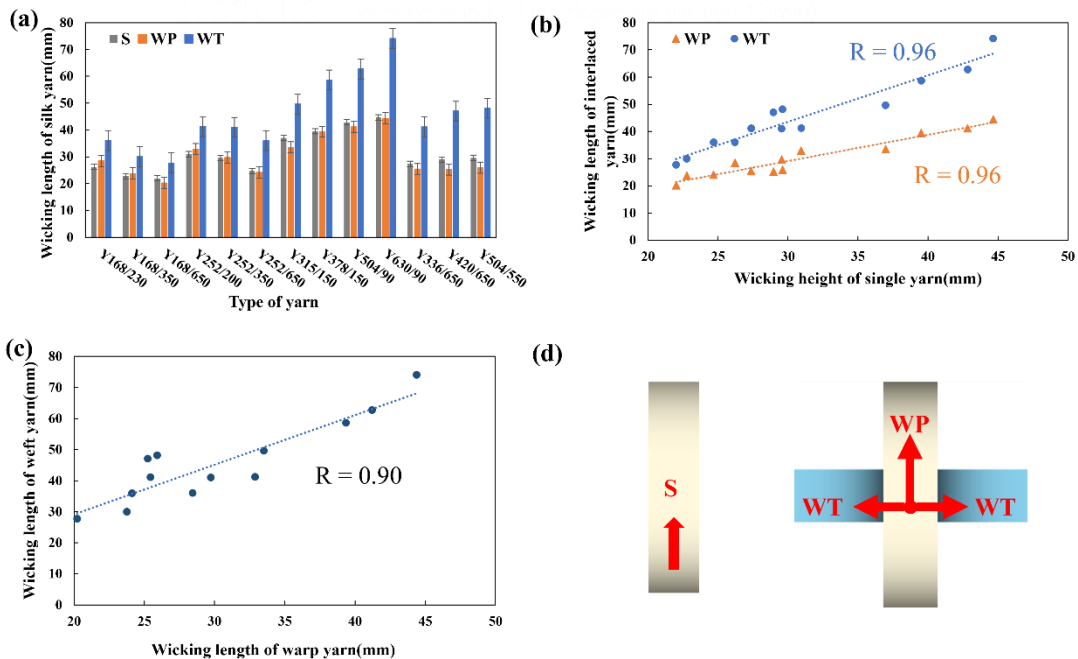 (a)
Wicking length of silk yarn(mm)
80
70
60
50
40
30
20
10
0
S WP WT
Y168/230
Y168/350
Y168/650
Y252/200
Y252/350
Y252/650
Y315/150
Y378/150
Y504/90
Y630/90
Y336/650
Y420/650
Y504/550
Type of yarn
(b)
Wicking length of interlaced
yarn(mm)
80
70
60
50
40
30
20
10
0
WP WT
R = 0.96
R = 0.96
20 25 30 35 40 45 50
Wicking height of single yarn(mm)
(c)
Wicking length of weft yarn(mm)
80
70
60
50
40
30
20
10
0
R = 0.90
20 25 30 35 40 45 50
Wicking length of warp yarn(mm)
(d)
S
WP
WT WT